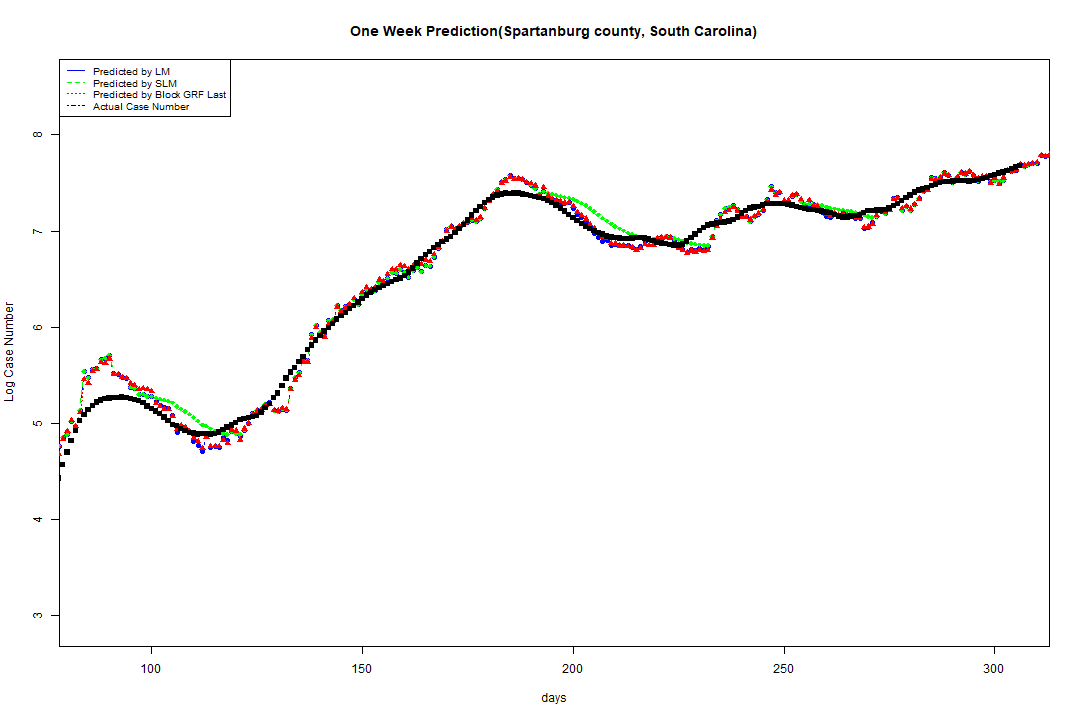 One Week Prediction(Spartanburg county, South Carolina)
Predicted by LM
Predicted by SLM
Predicted by Block GRF Last
Actual Case Number
8
7
6
5
4
3
Log Case Number
100
150
200
250
300
days